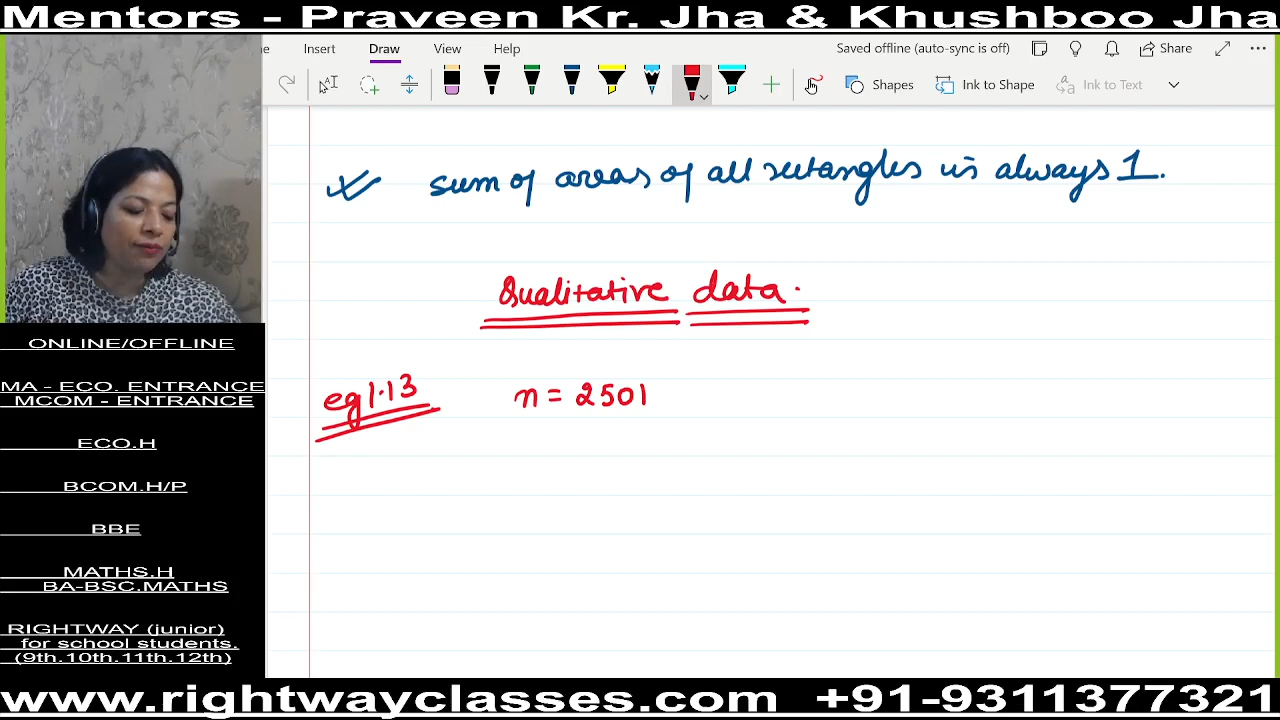 Mentors - Praveen Kr. Jha & Khushboo Jha
Insert Draw View Help
Saved offline (auto-sync is off)
Share
Shapes
Ink to Shape
Ink to Text
sum of areas of all rectangles is always 1.
Qualitative data.
eg 1.13 n = 2501
ONLINE/OFFLINE
MA - ECO. ENTRANCE
MCOM - ENTRANCE
ECO.H
BCOM.H/P
BBE
MATHS.H
BA-BSC.MATHS
RIGHTWAY (junior)
for school students.
(9th.10th.11th.12th)
www.rightwayclasses.com +91-9311377321